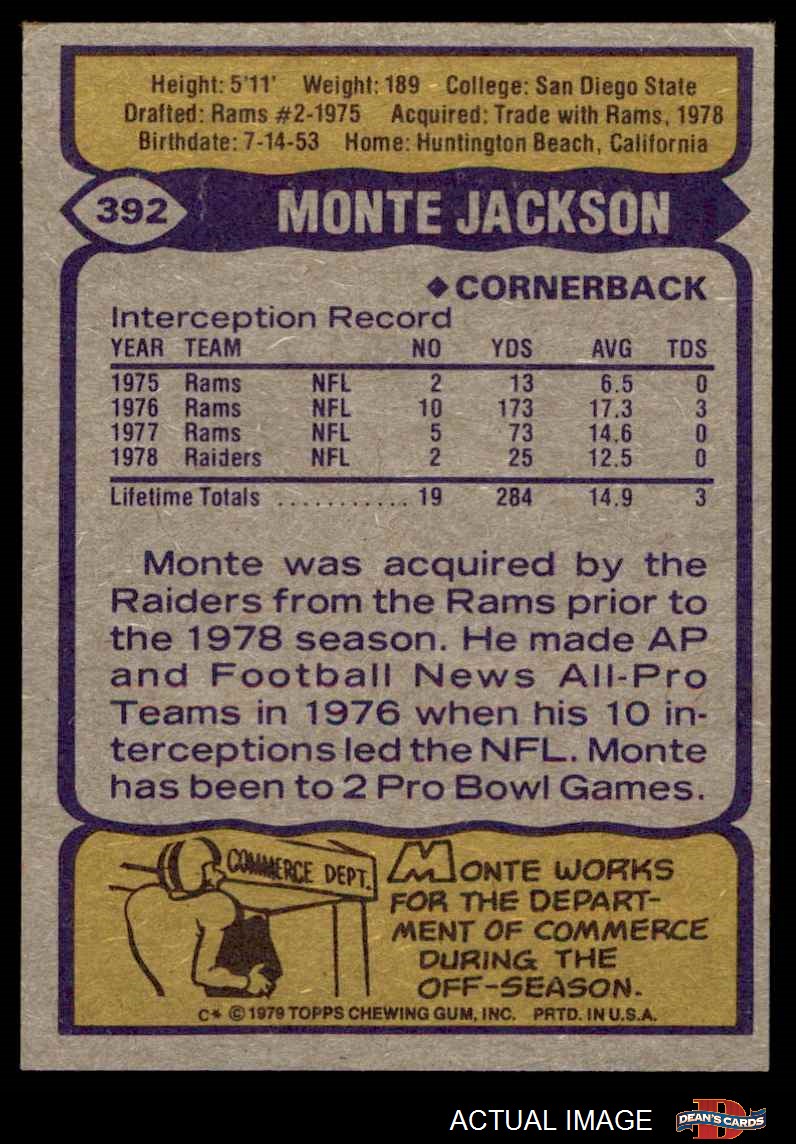 Height: 5'11' Weight: 189 College: San Diego State
Drafted: Rams #2-1975 Acquired: Trade with Rams, 1978
Birthdate: 7-14-53 Home: Huntington Beach, California
392 MONTE JACKSON
◆ CORNERBACK
Interception Record
YEAR TEAM NO YDS AVG TDS
1975 Rams NFL 2 13 6.5 0
1976 Rams NFL 10 173 17.3 3
1977 Rams NFL 5 73 14.6 0
1978 Raiders NFL 2 25 12.5 0
Lifetime Totals ............ 19 284 14.9 3
Monte was acquired by the
Raiders from the Rams prior to
the 1978 season. He made AP
and Football News All-Pro
Teams in 1976 when his 10 in-
terceptions led the NFL. Monte
has been to 2 Pro Bowl Games.
COMMERCE DEPT.
MONTE WORKS
FOR THE DEPART-
MENT OF COMMERCE
DURING THE
OFF-SEASON.
C* © 1979 TOPPS CHEWING GUM, INC. PRTD. IN U.S.A.
ACTUAL IMAGE
D
DEAN'S CARDS